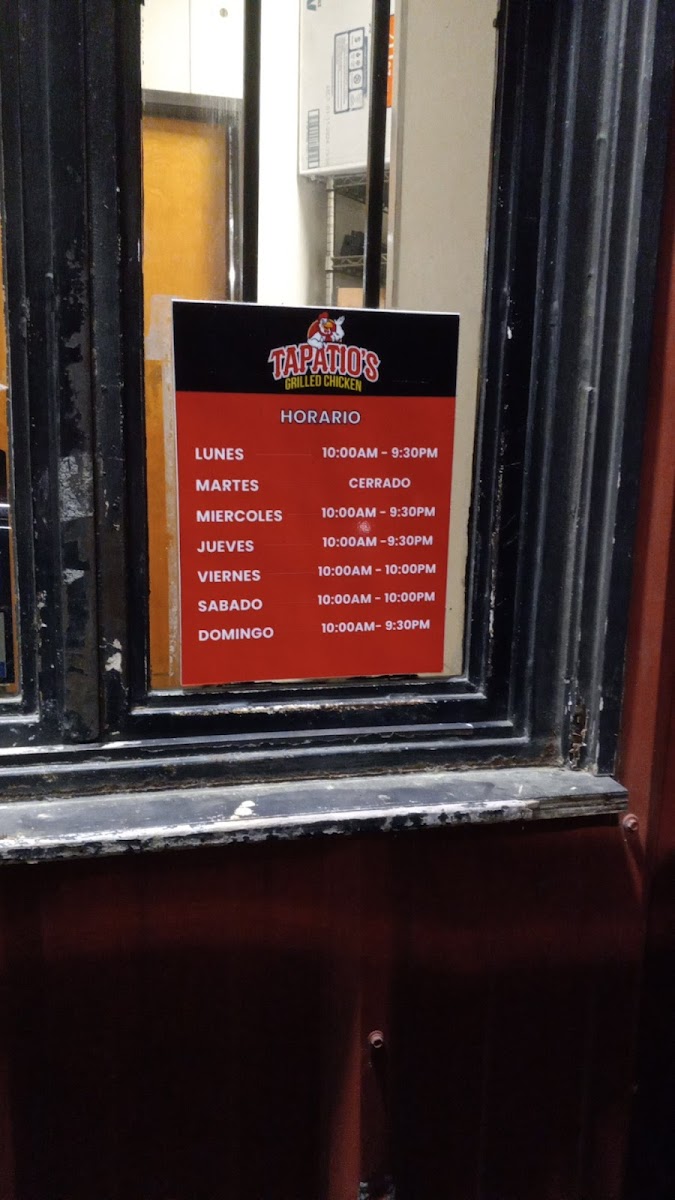 TAPATIO'S
GRILLED CHICKEN
HORARIO
LUNES 10:00AM - 9:30PM
MARTES CERRADO
MIERCOLES 10:00AM - 9:30PM
JUEVES 10:00AM -9:30PM
VIERNES 10:00AM - 10:00PM
SABADO 10:00AM - 10:00PM
DOMINGO 10:00AM- 9:30PM